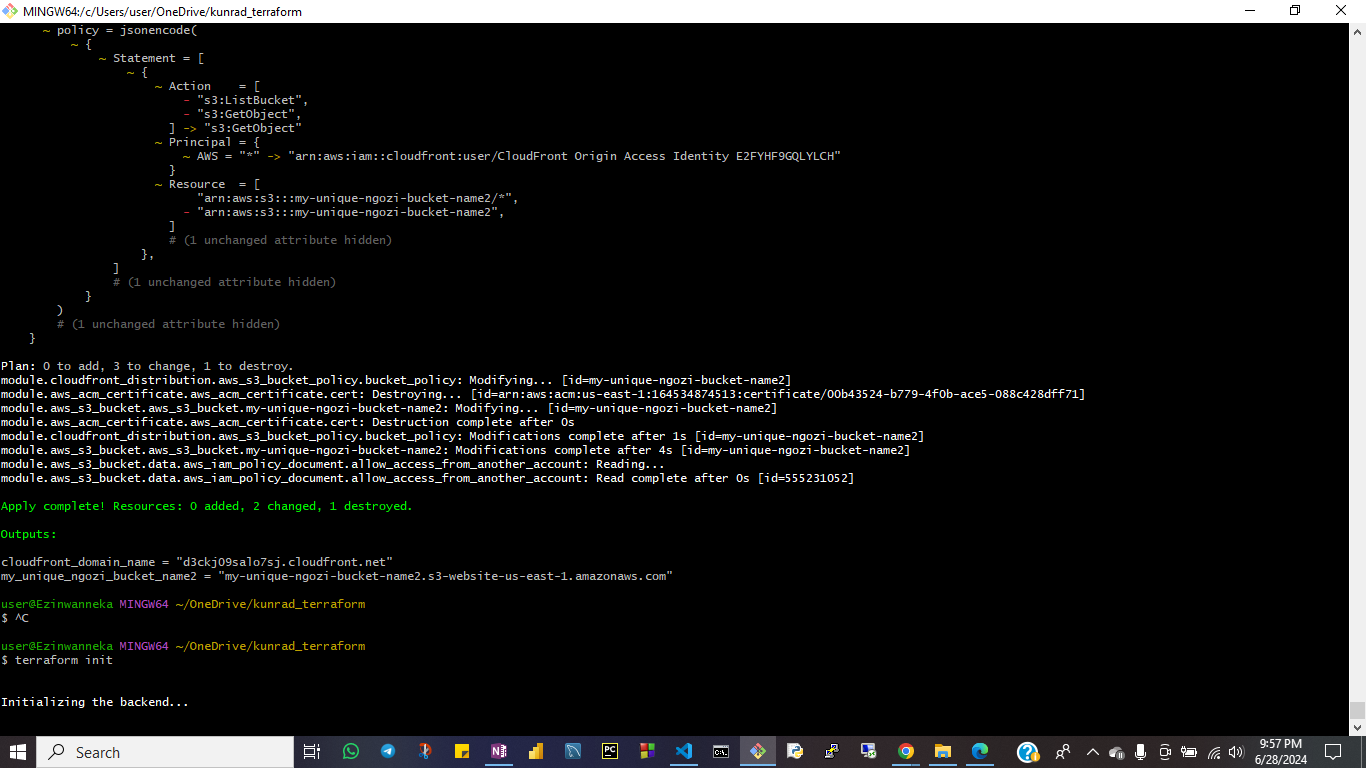 MINGW64:/c/Users/user/OneDrive/kunrad_terraform
~ policy = jsonencode(
~ {
~ Statement = [
~ {
~ Action = [
- "s3:ListBucket",
- "s3:GetObject",
] -> "s3:GetObject"
~ Principal = {
~ AWS = "*" -> "arn:aws:iam::cloudfront:user/CloudFront Origin Access Identity E2FYHF9GQLYLCH"
}
~ Resource = [
"arn:aws:s3:::my-unique-ngozi-bucket-name2/*",
- "arn:aws:s3:::my-unique-ngozi-bucket-name2",
]
# (1 unchanged attribute hidden)
},
]
# (1 unchanged attribute hidden)
}
)
# (1 unchanged attribute hidden)
}
Plan: 0 to add, 3 to change, 1 to destroy.
module.cloudfront_distribution.aws_s3_bucket_policy.bucket_policy: Modifying... [id=my-unique-ngozi-bucket-name2]
module.aws_acm_certificate.aws_acm_certificate.cert: Destroying... [id=arn:aws:acm:us-east-1:164534874513:certificate/00b43524-b779-4f0b-ace5-088c428dff71]
module.aws_s3_bucket.aws_s3_bucket.my-unique-ngozi-bucket-name2: Modifying... [id=my-unique-ngozi-bucket-name2]
module.aws_acm_certificate.aws_acm_certificate.cert: Destruction complete after 0s
module.cloudfront_distribution.aws_s3_bucket_policy.bucket_policy: Modifications complete after 1s [id=my-unique-ngozi-bucket-name2]
module.aws_s3_bucket.aws_s3_bucket.my-unique-ngozi-bucket-name2: Modifications complete after 4s [id=my-unique-ngozi-bucket-name2]
module.aws_s3_bucket.data.aws_iam_policy_document.allow_access_from_another_account: Reading...
module.aws_s3_bucket.data.aws_iam_policy_document.allow_access_from_another_account: Read complete after 0s [id=555231052]
Apply complete! Resources: 0 added, 2 changed, 1 destroyed.
Outputs:
cloudfront_domain_name = "d3ckj09salo7sj.cloudfront.net"
my_unique_ngozi_bucket_name2 = "my-unique-ngozi-bucket-name2.s3-website-us-east-1.amazonaws.com"
user@Ezinwanneka MINGW64 ~/OneDrive/kunrad_terraform
$ ^C
user@Ezinwanneka MINGW64 ~/OneDrive/kunrad_terraform
$ terraform init
Initializing the backend...
Search
PC
9:57 PM
6/28/2024